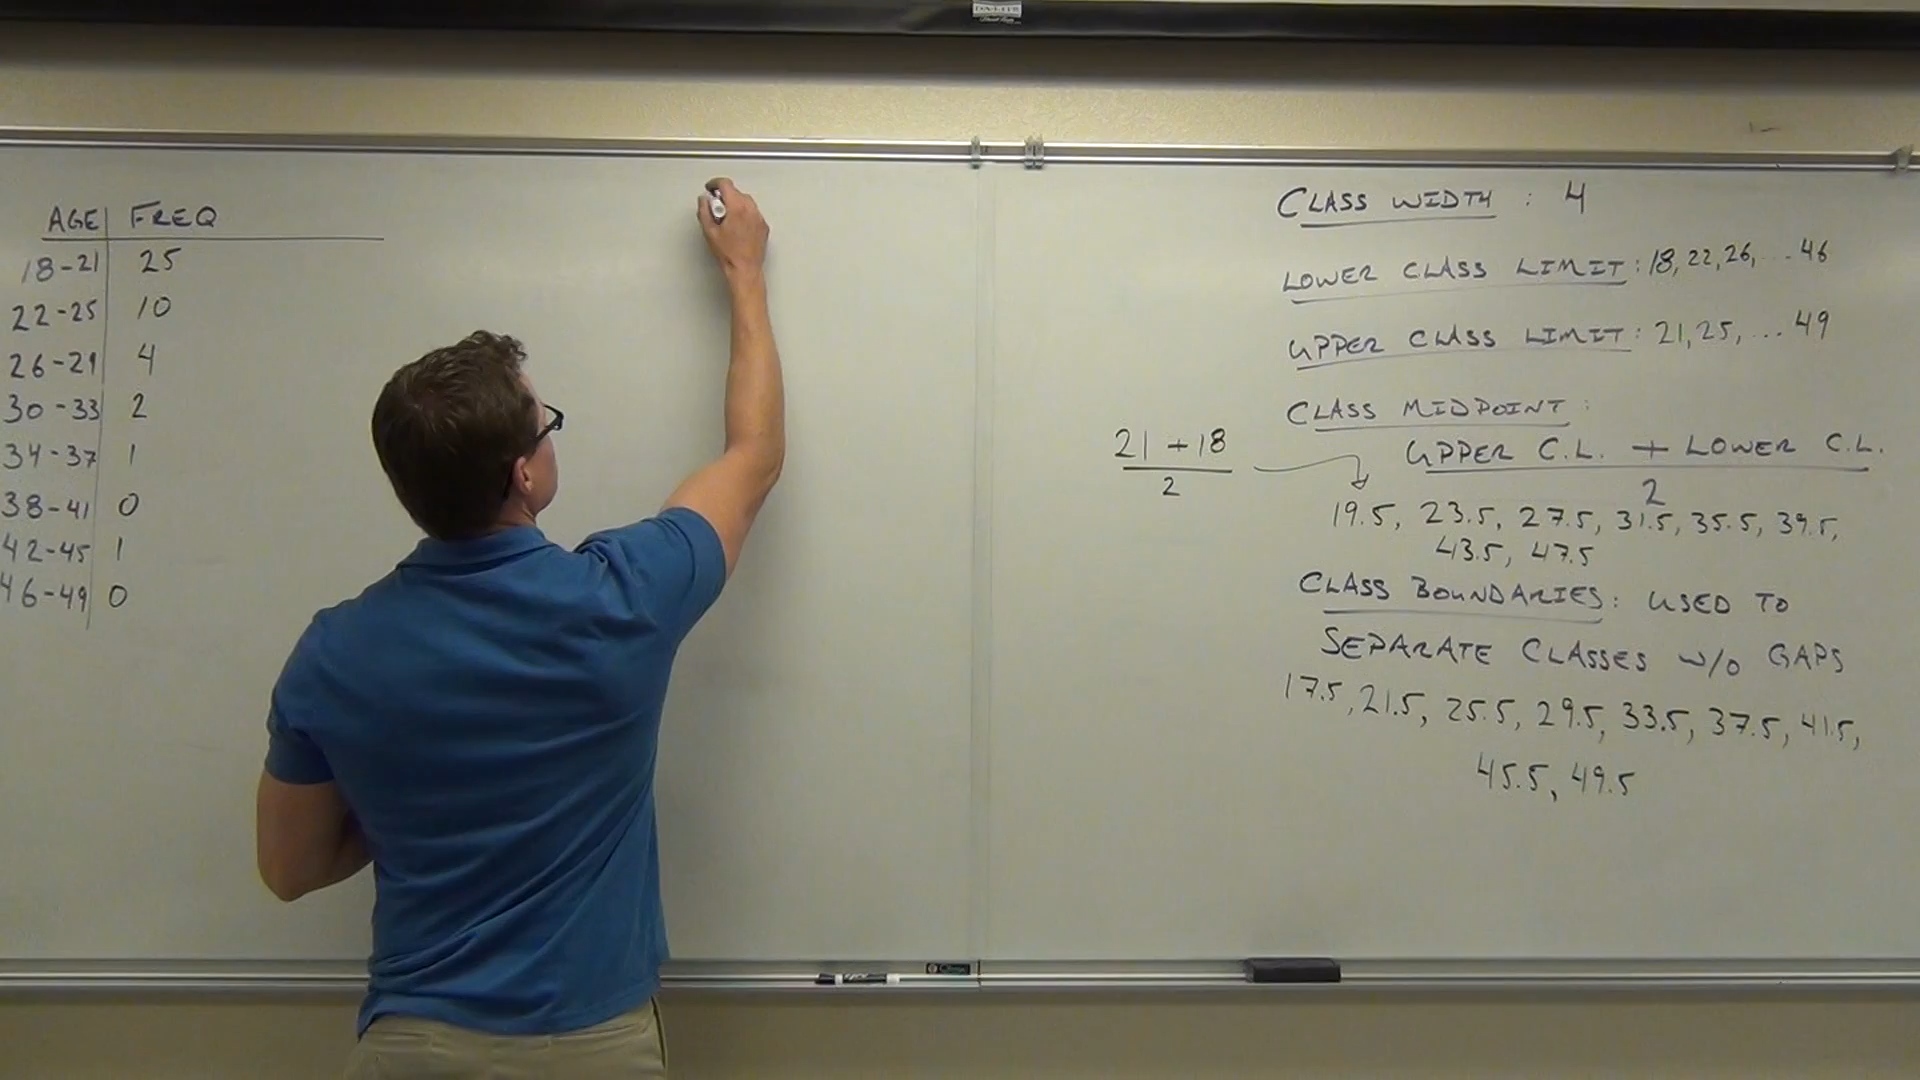 DA-LITE
AGE FREQ
18-21 25
22-25 10
26-29 4
30-33 2
34-37 1
38-41 0
42-45 1
46-49 0
CLASS WIDTH : 4
LOWER CLASS LIMIT: 18, 22, 26, ... 46
UPPER CLASS LIMIT: 21, 25, ... 49
CLASS MIDPOINT:
UPPER C.L. + LOWER C.L.
2
21 + 18
2
19.5, 23.5, 27.5, 31.5, 35.5, 39.5,
43.5, 47.5
CLASS BOUNDARIES: USED TO
SEPARATE CLASSES W/O GAPS
17.5, 21.5, 25.5, 29.5, 33.5, 37.5, 41.5,
45.5, 49.5